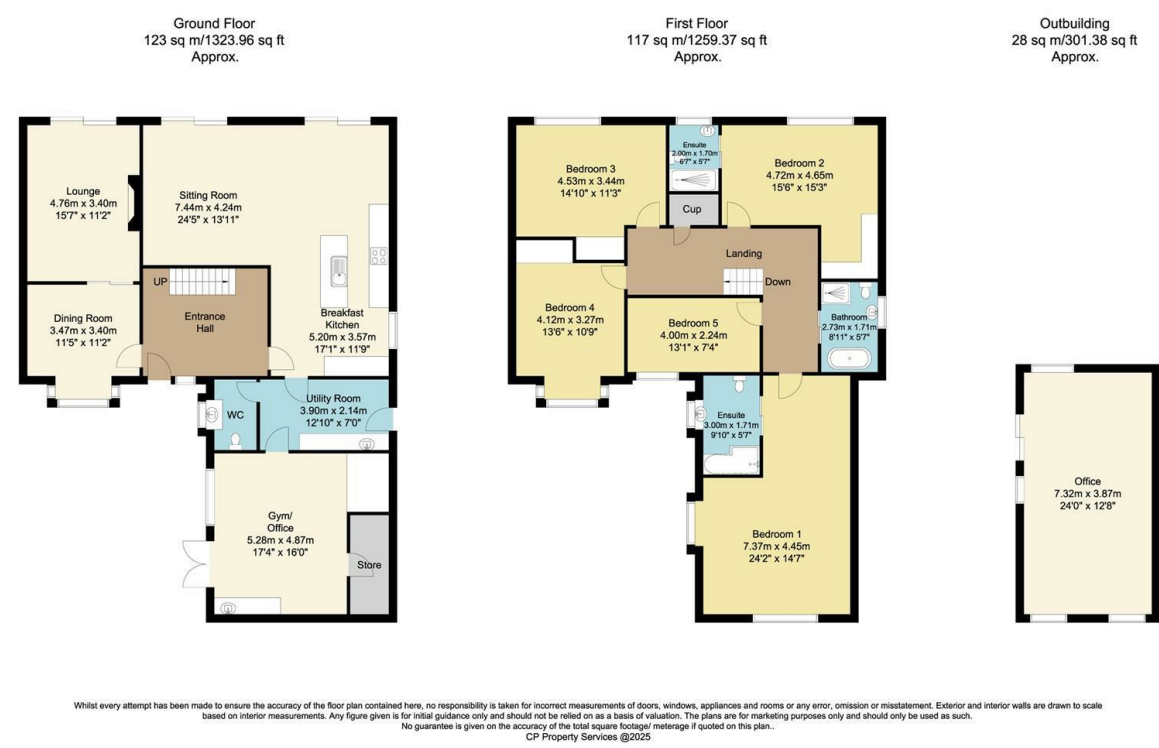 Ground Floor
123 sq m/1323.96 sq ft
Approx.
First Floor
117 sq m/1259.37 sq ft
Approx.
Outbuilding
28 sq m/301.38 sq ft
Approx.
Lounge
4.76m x 3.40m
15'7" x 11'2"
Sitting Room
7.44m x 4.24m
24'5" x 13'11"
UP
Entrance
Hall
Dining Room
3.47m x 3.40m
11'5" x 11'2"
Breakfast
Kitchen
5.20m x 3.57m
17'1" x 11'9"
WC
Utility Room
3.90m x 2.14m
12'10" x 7'0"
Gym/
Office
5.28m x 4.87m
17'4" x 16'0"
Store
Bedroom 3
4.53m x 3.44m
14'10" x 11'3"
Ensuite
2.00m x 1.70m
6'7" x 5'7"
Bedroom 2
4.72m x 4.65m
15'6" x 15'3"
Cup
Landing
Down
Bedroom 4
4.12m x 3.27m
13'6" x 10'9"
Bedroom 5
4.00m x 2.24m
13'1" x 7'4"
Bathroom
2.73m x 1.71m
8'11" x 5'7"
Ensuite
3.00m x 1.71m
9'10" x 5'7"
Bedroom 1
7.37m x 4.45m
24'2" x 14'7"
Office
7.32m x 3.87m
24'0" x 12'8"
Whilst every attempt has been made to ensure the accuracy of the floor plan contained here, no responsibility is taken for incorrect measurements of doors, windows, appliances and rooms or any error, omission or misstatement. Exterior and interior walls are drawn to scale
based on interior measurements. Any figure given is for initial guidance only and should not be relied on as a basis of valuation. The plans are for marketing purposes only and should only be used as such.
No guarantee is given on the accuracy of the total square footage/ meterage if quoted on this plan..
CP Property Services @2025